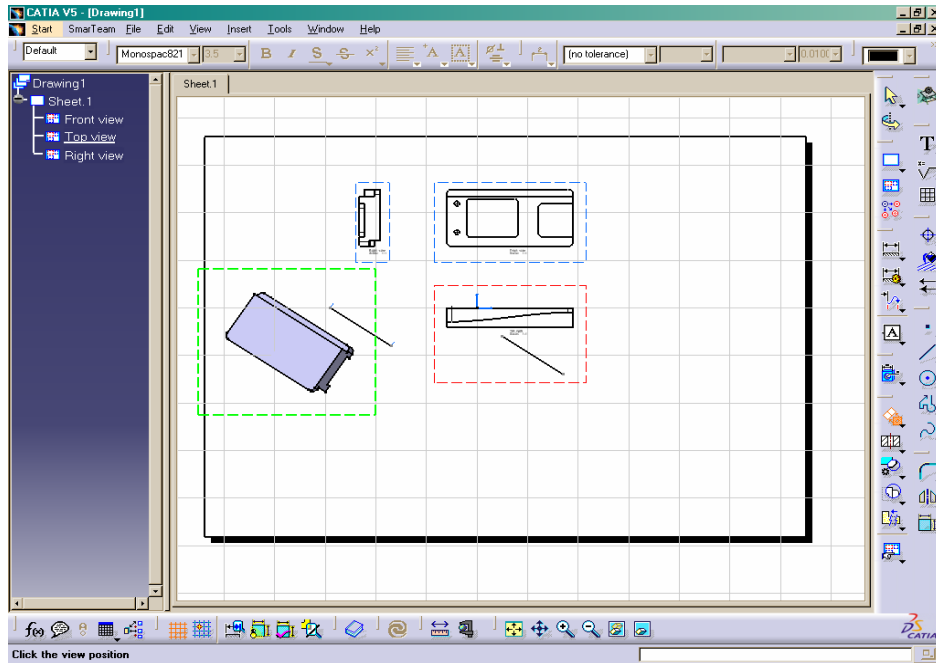 CATIA V5 - [Drawing1]
Start SmarTeam File Edit View Insert Tools Window Help
Default Monospac821 3.5 B I S S x² A A (no tolerance) 0.010(
Drawing1
Sheet.1
Front view
Top view
Right view
Sheet.1
T
A
f(x)
CATIA
Click the view position